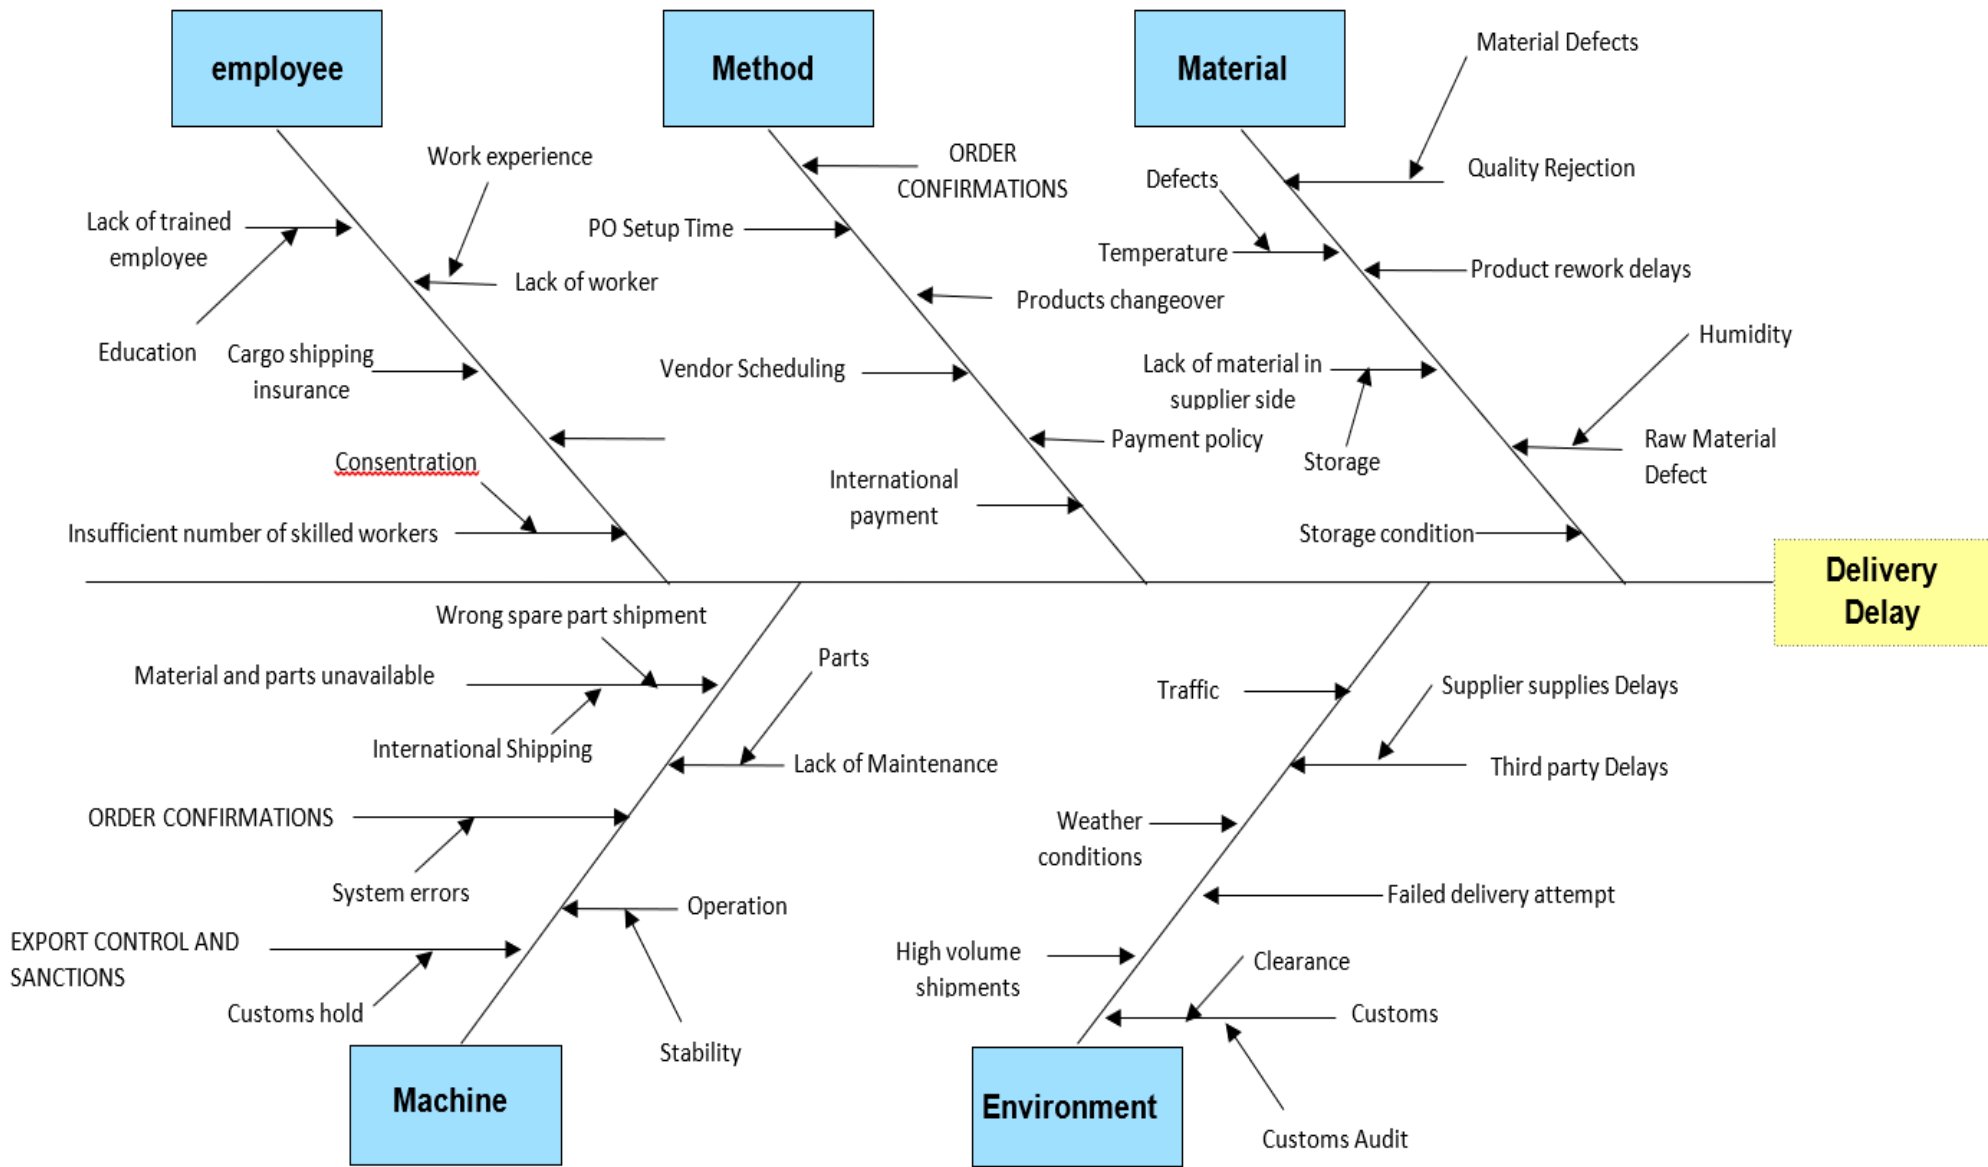 employee
Method
Material
Material Defects
Work experience
ORDER
CONFIRMATIONS
Defects
Quality Rejection
Lack of trained
employee
PO Setup Time
Temperature
Product rework delays
Lack of worker
Products changeover
Education
Cargo shipping
insurance
Vendor Scheduling
Lack of material in
supplier side
Humidity
Consentration
Payment policy
Storage
Raw Material
Defect
International
payment
Insufficient number of skilled workers
Storage condition
Delivery
Delay
Wrong spare part shipment
Material and parts unavailable
Parts
Traffic
Supplier supplies Delays
International Shipping
Lack of Maintenance
Third party Delays
ORDER CONFIRMATIONS
Weather
conditions
System errors
Operation
Failed delivery attempt
EXPORT CONTROL AND
SANCTIONS
High volume
shipments
Clearance
Customs hold
Customs
Stability
Machine
Environment
Customs Audit